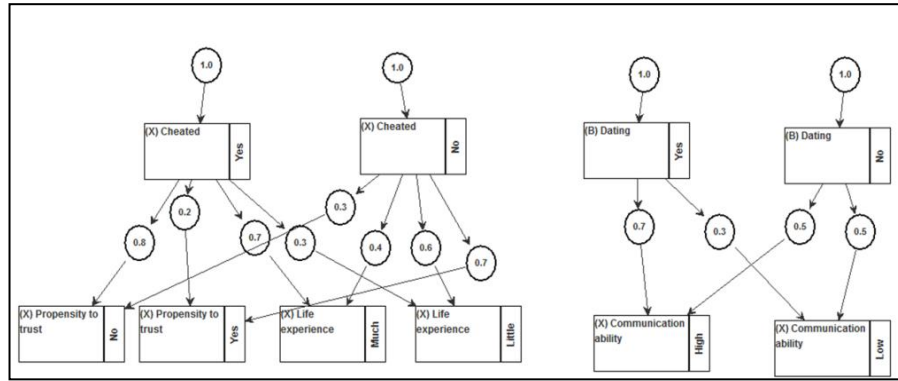 1.0
1.0
1.0
1.0
(X) Cheated
Yes
(X) Cheated
No
(B) Dating
Yes
(B) Dating
No
0.8
0.2
0.7
0.3
0.3
0.4
0.6
0.7
0.7
0.3
0.5
0.5
(X) Propensity to
trust
No
(X) Propensity to
trust
Yes
(X) Life
experience
Much
(X) Life
experience
Little
(X) Communication
ability
High
(X) Communication
ability
Low